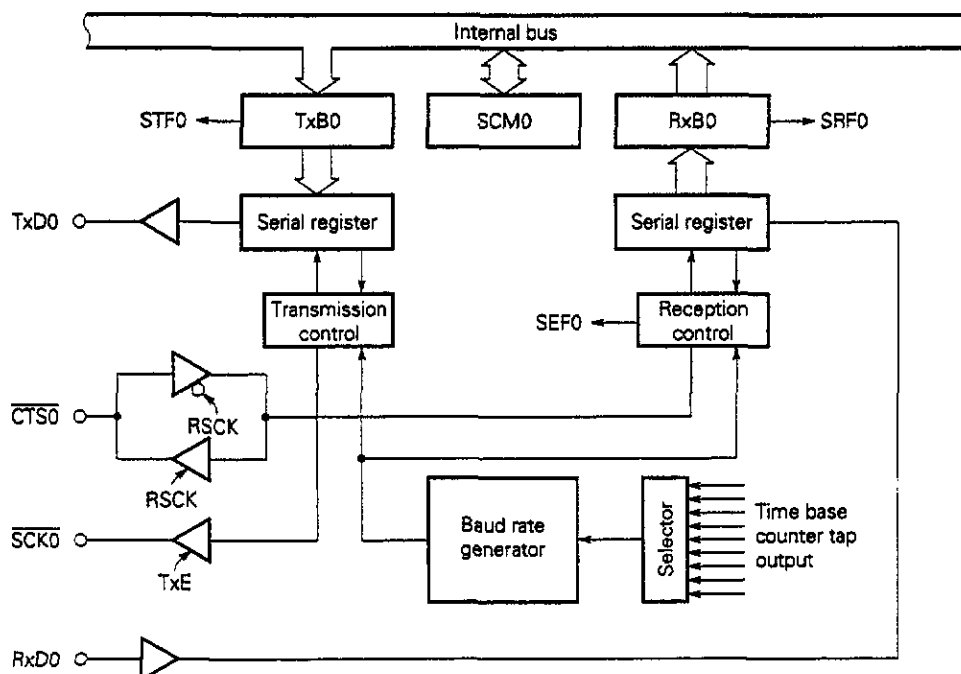 Internal bus
STF0
TxB0
SCM0
RxB0
SRF0
TxD0
Serial register
Serial register
Transmission
control
SEF0
Reception
control
CTS0
RSCK
RSCK
SCK0
TxE
Baud rate
generator
Selector
Time base
counter tap
output
RxD0